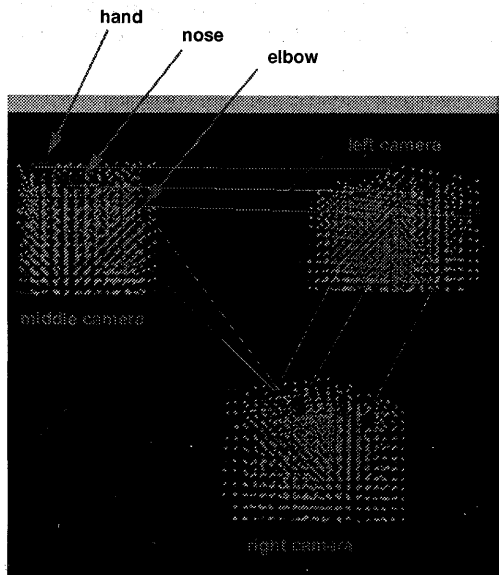 hand
nose
elbow
left camera
middle camera
right camera